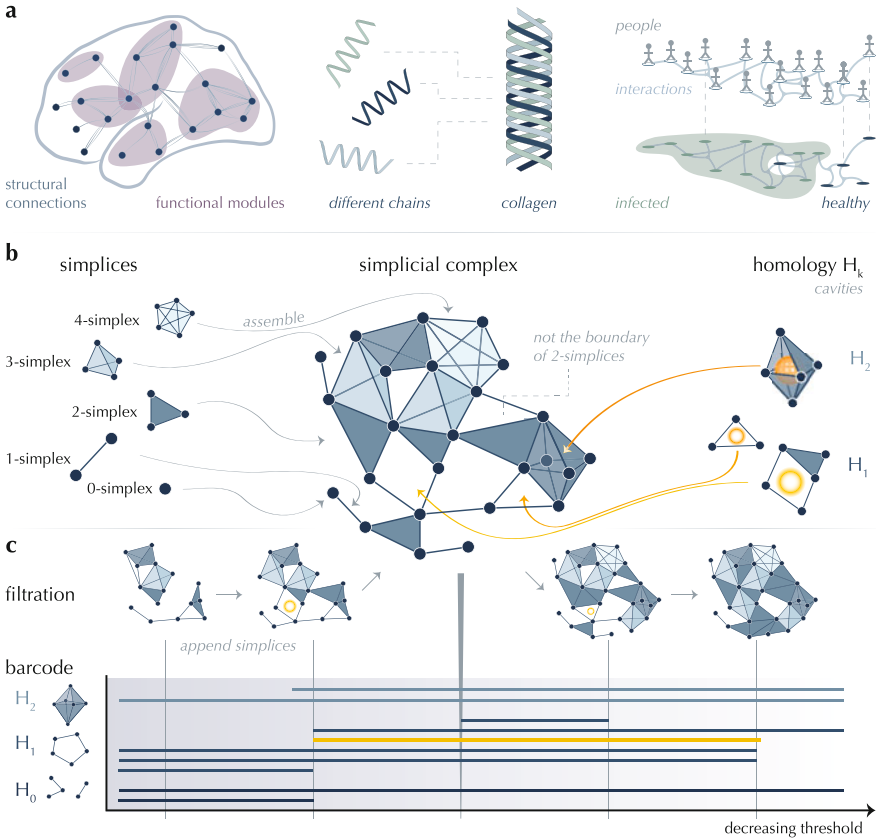 a
people
interactions
structural
connections
functional modules
different chains
collagen
infected
healthy
b
simplices
simplicial complex
homology Hk
cavities
4-simplex
assemble
3-simplex
not the boundary
of 2-simplices
H2
2-simplex
1-simplex
H1
0-simplex
c
filtration
append simplices
barcode
H2
H1
H0
decreasing threshold